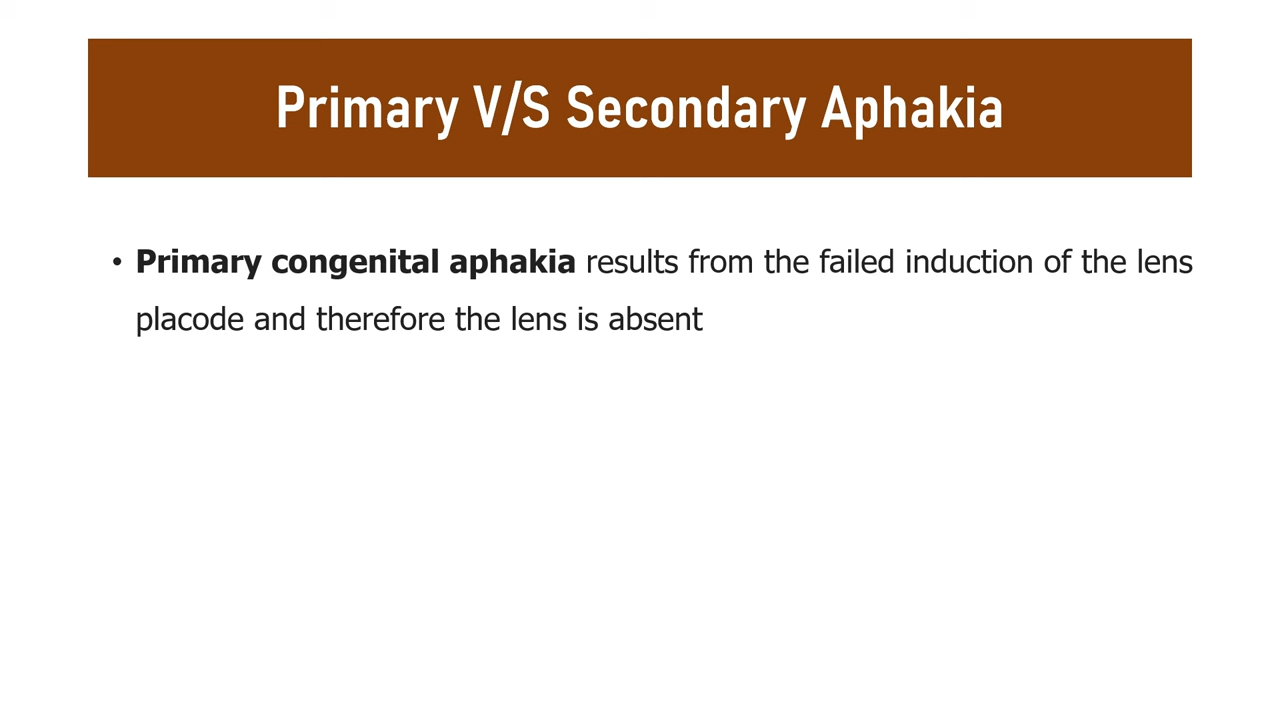 Primary V/S Secondary Aphakia
• Primary congenital aphakia results from the failed induction of the lens
placode and therefore the lens is absent